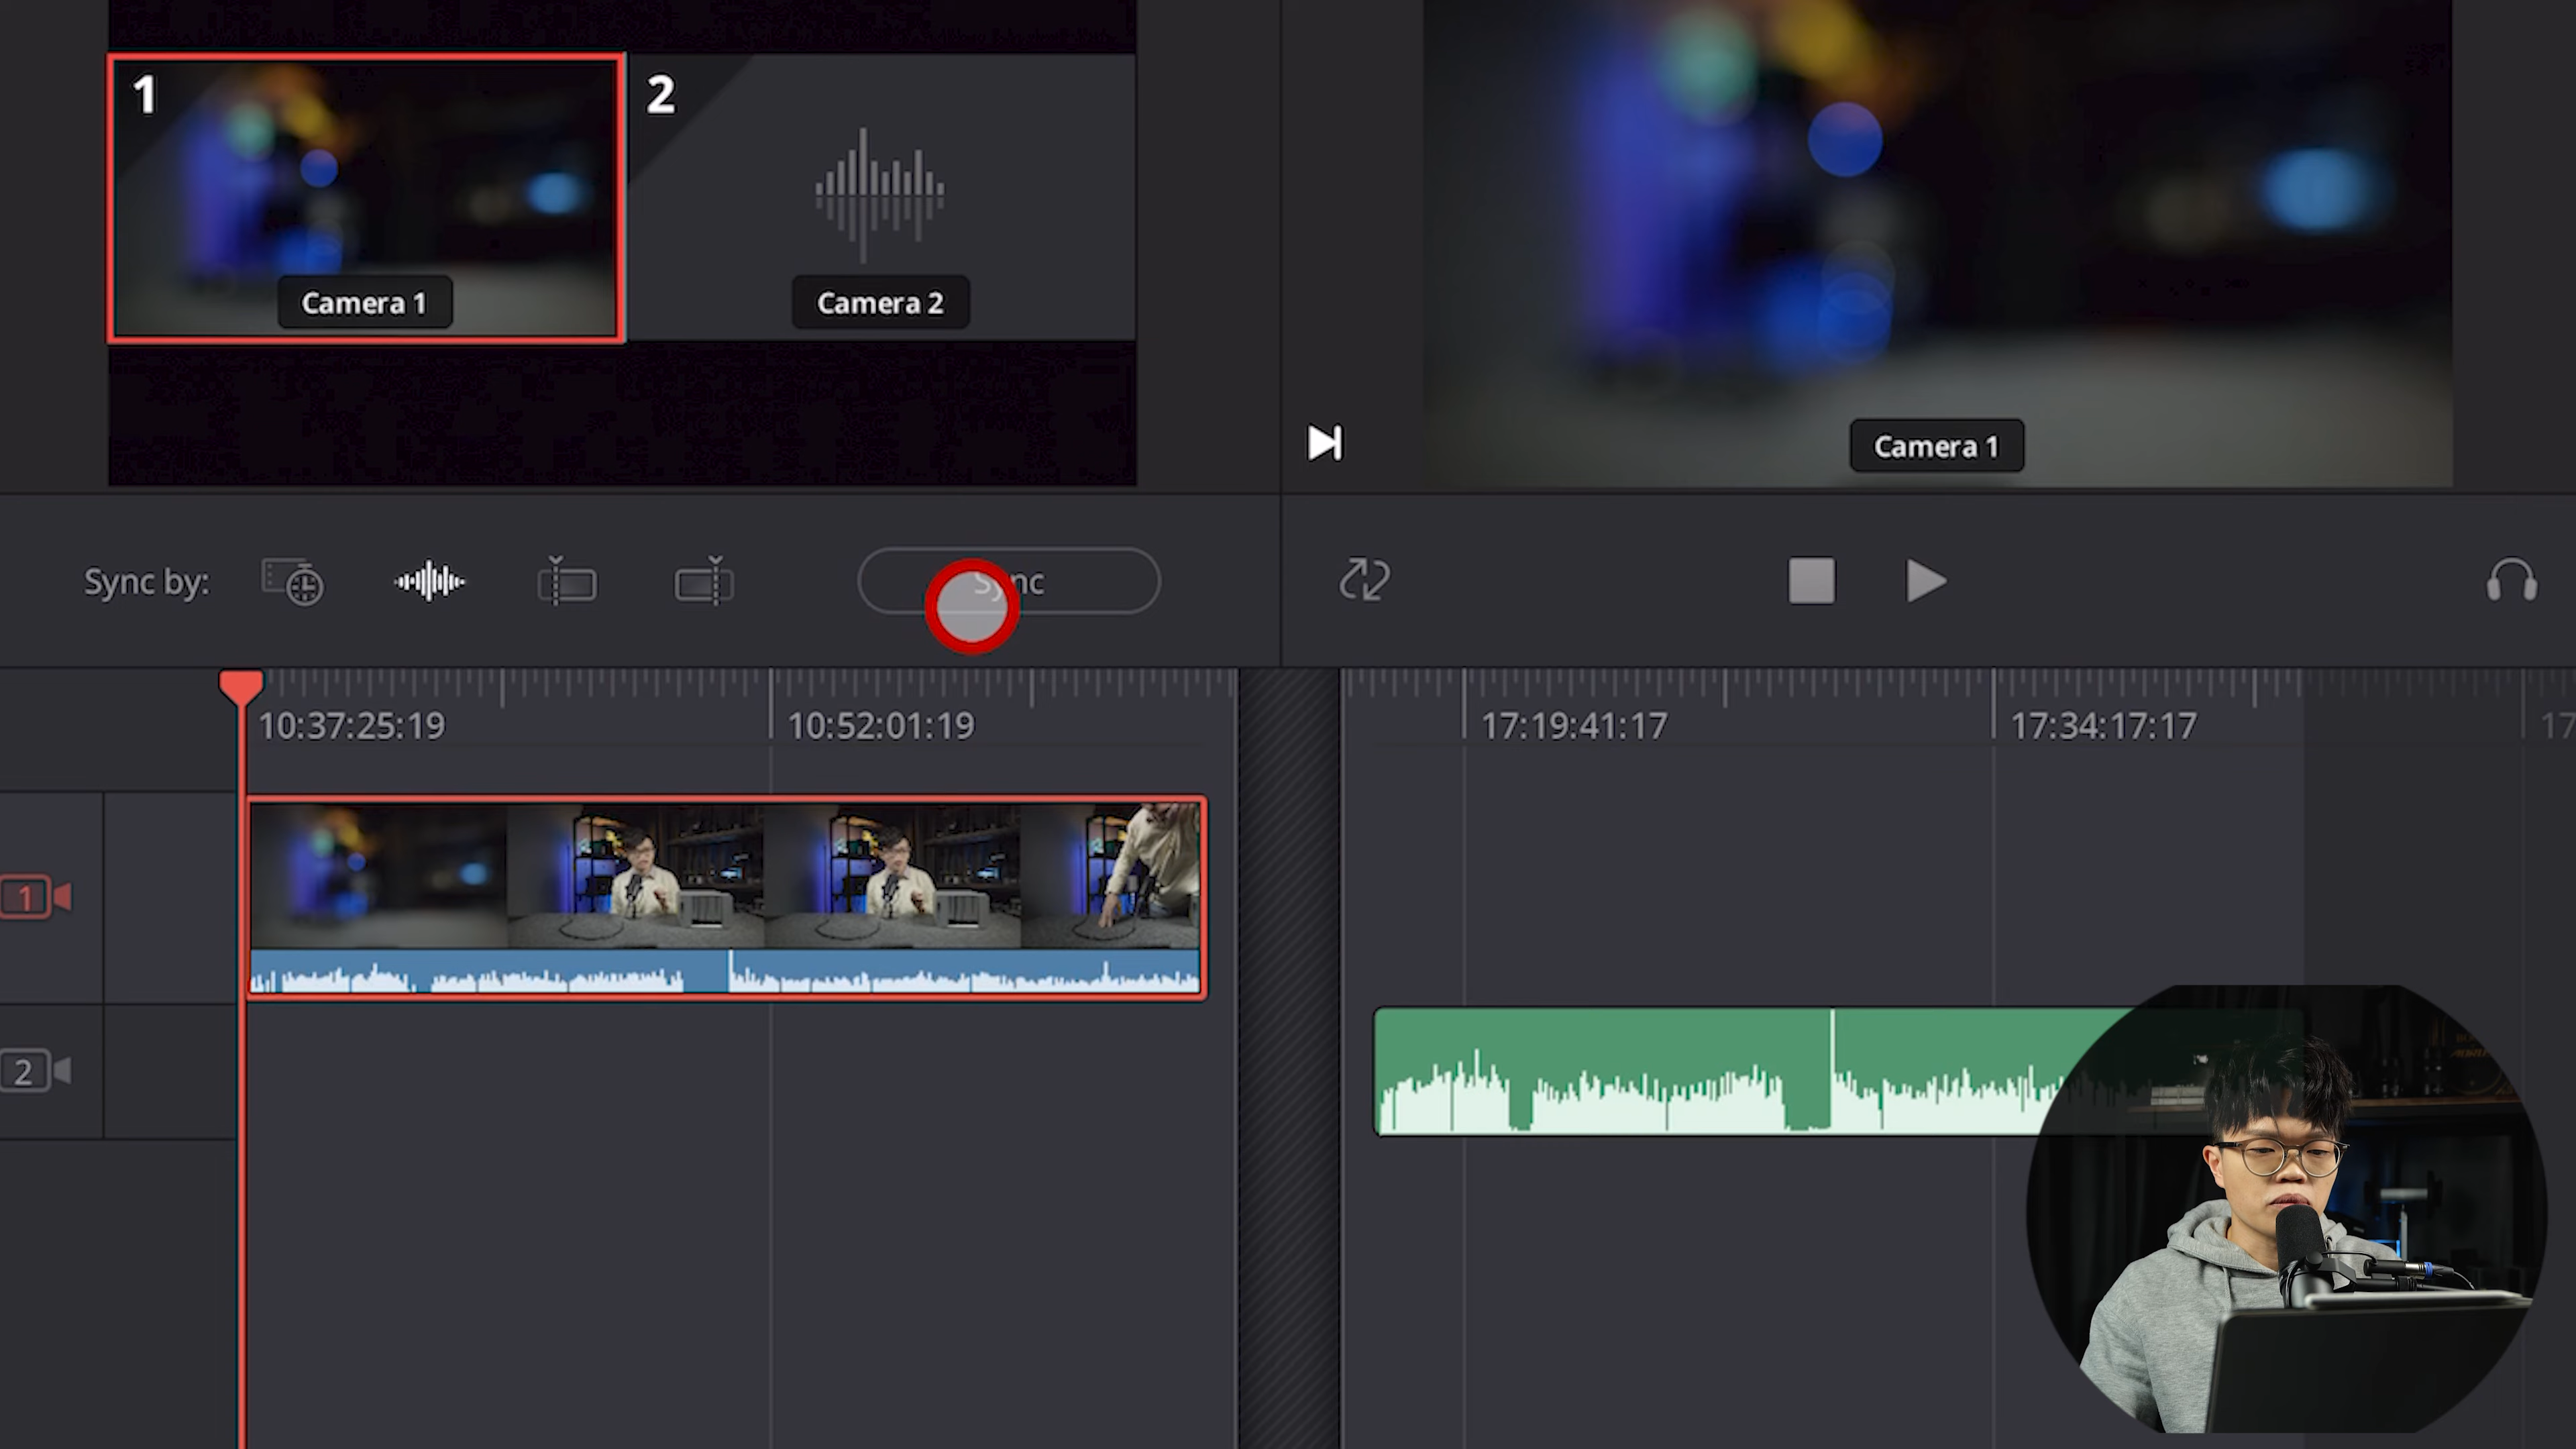 1
2
Camera 1
Camera 2
Camera 1
Sync by:
Sync
10:37:25:19
10:52:01:19
17:19:41:17
17:34:17:17
17
1
2